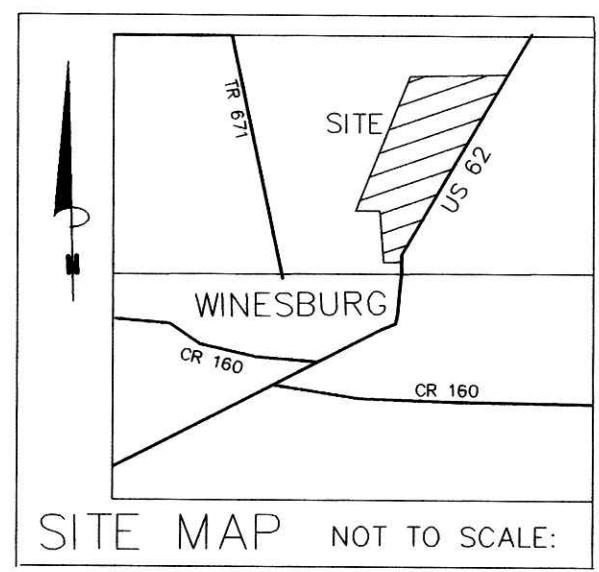 TR 671
SITE
US 62
N
WINESBURG
CR 160
CR 160
SITE MAP NOT TO SCALE: